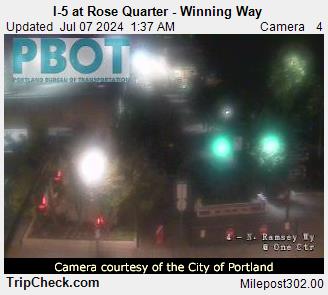 I-5 at Rose Quarter - Winning Way
Updated Jul 07 2024 1:37 AM Camera 4
PBOT
PORTLAND BUREAU OF TRANSPORTATION
4 - N. Ramsey Wy
@ One Ctr
Camera courtesy of the City of Portland
TripCheck.com Milepost302.00